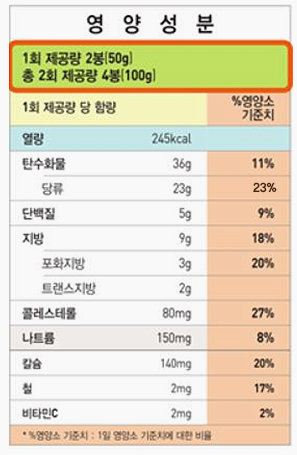 영 양 성 분
1회 제공량 2봉(50g)
총 2회 제공량 4봉(100g)
1회 제공량 당 함량 %영양소 기준치
열량 245kcal
탄수화물 36g 11%
당류 23g 23%
단백질 5g 9%
지방 9g 18%
포화지방 3g 20%
트랜스지방 2g
콜레스테롤 80mg 27%
나트륨 150mg 8%
칼슘 140mg 20%
철 2mg 17%
비타민C 2mg 2%
* %영양소 기준치 : 1일 영양소 기준치에 대한 비율